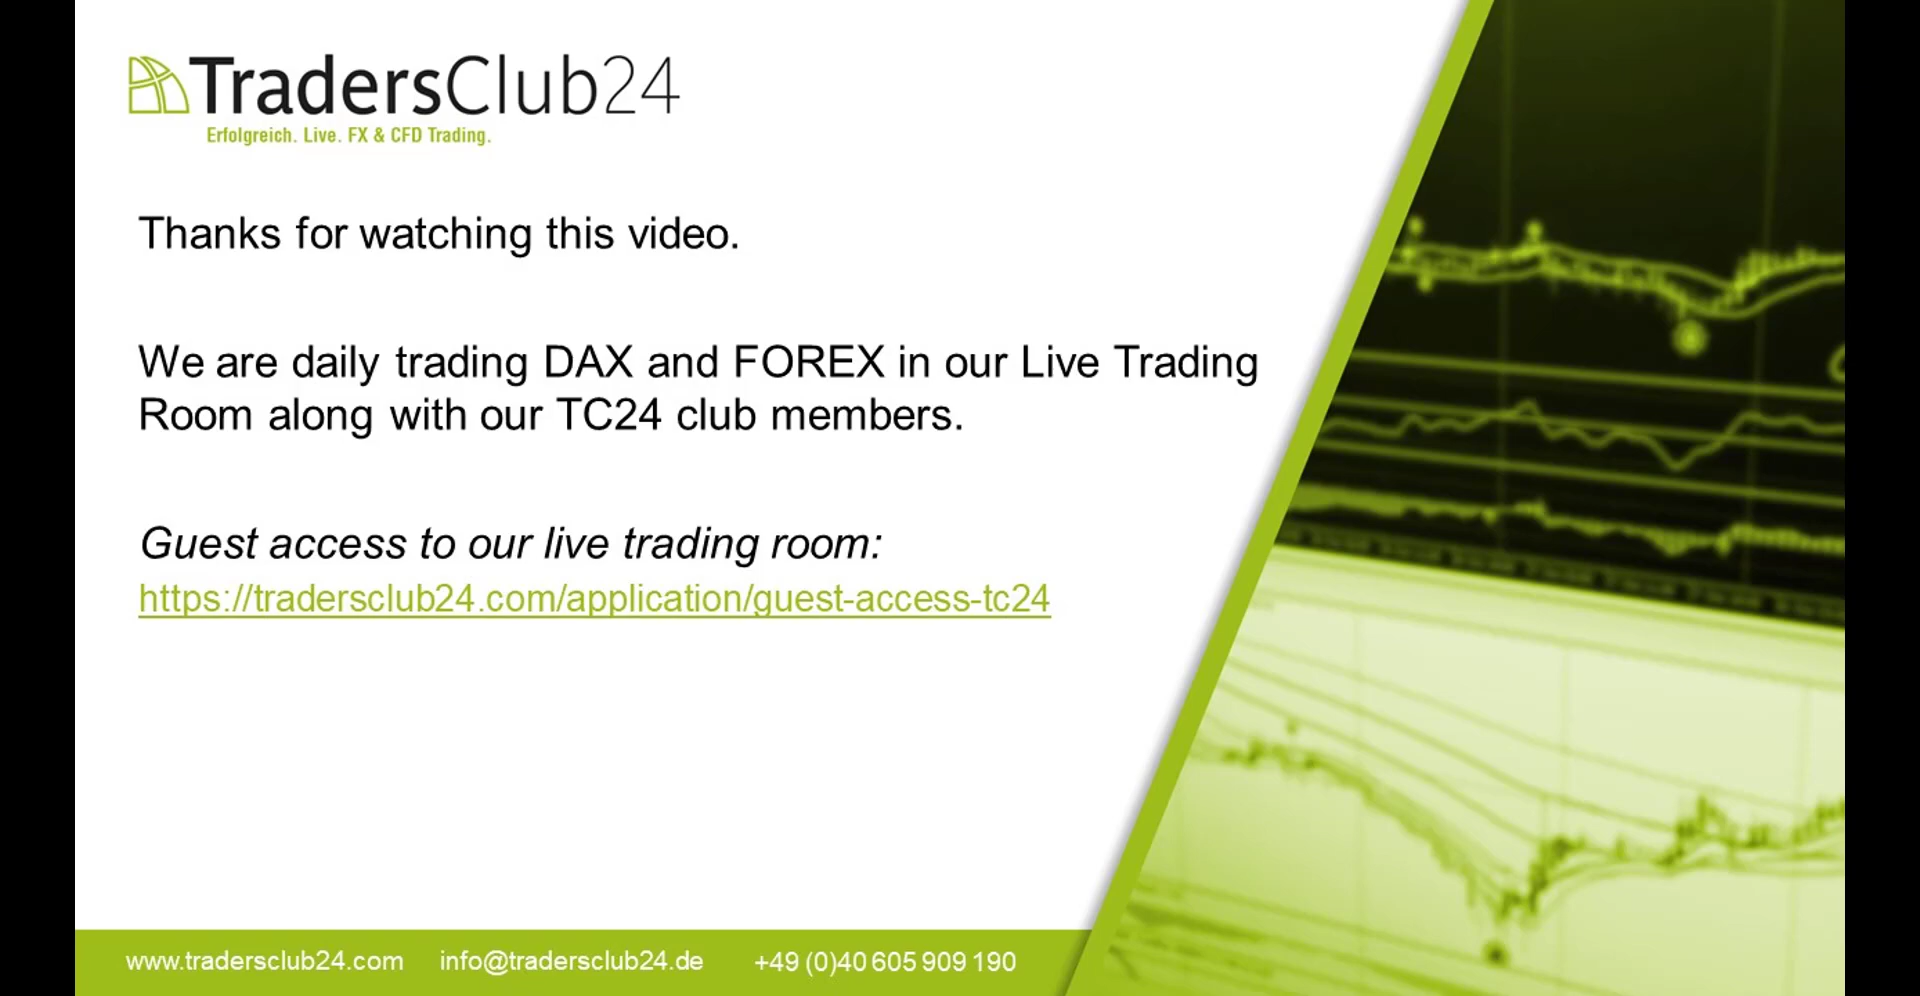 TradersClub24
Erfolgreich. Live. FX & CFD Trading.
Thanks for watching this video.
We are daily trading DAX and FOREX in our Live Trading
Room along with our TC24 club members.
Guest access to our live trading room:
https://tradersclub24.com/application/guest-access-tc24
www.tradersclub24.com info@tradersclub24.de +49 (0)40 605 909 190